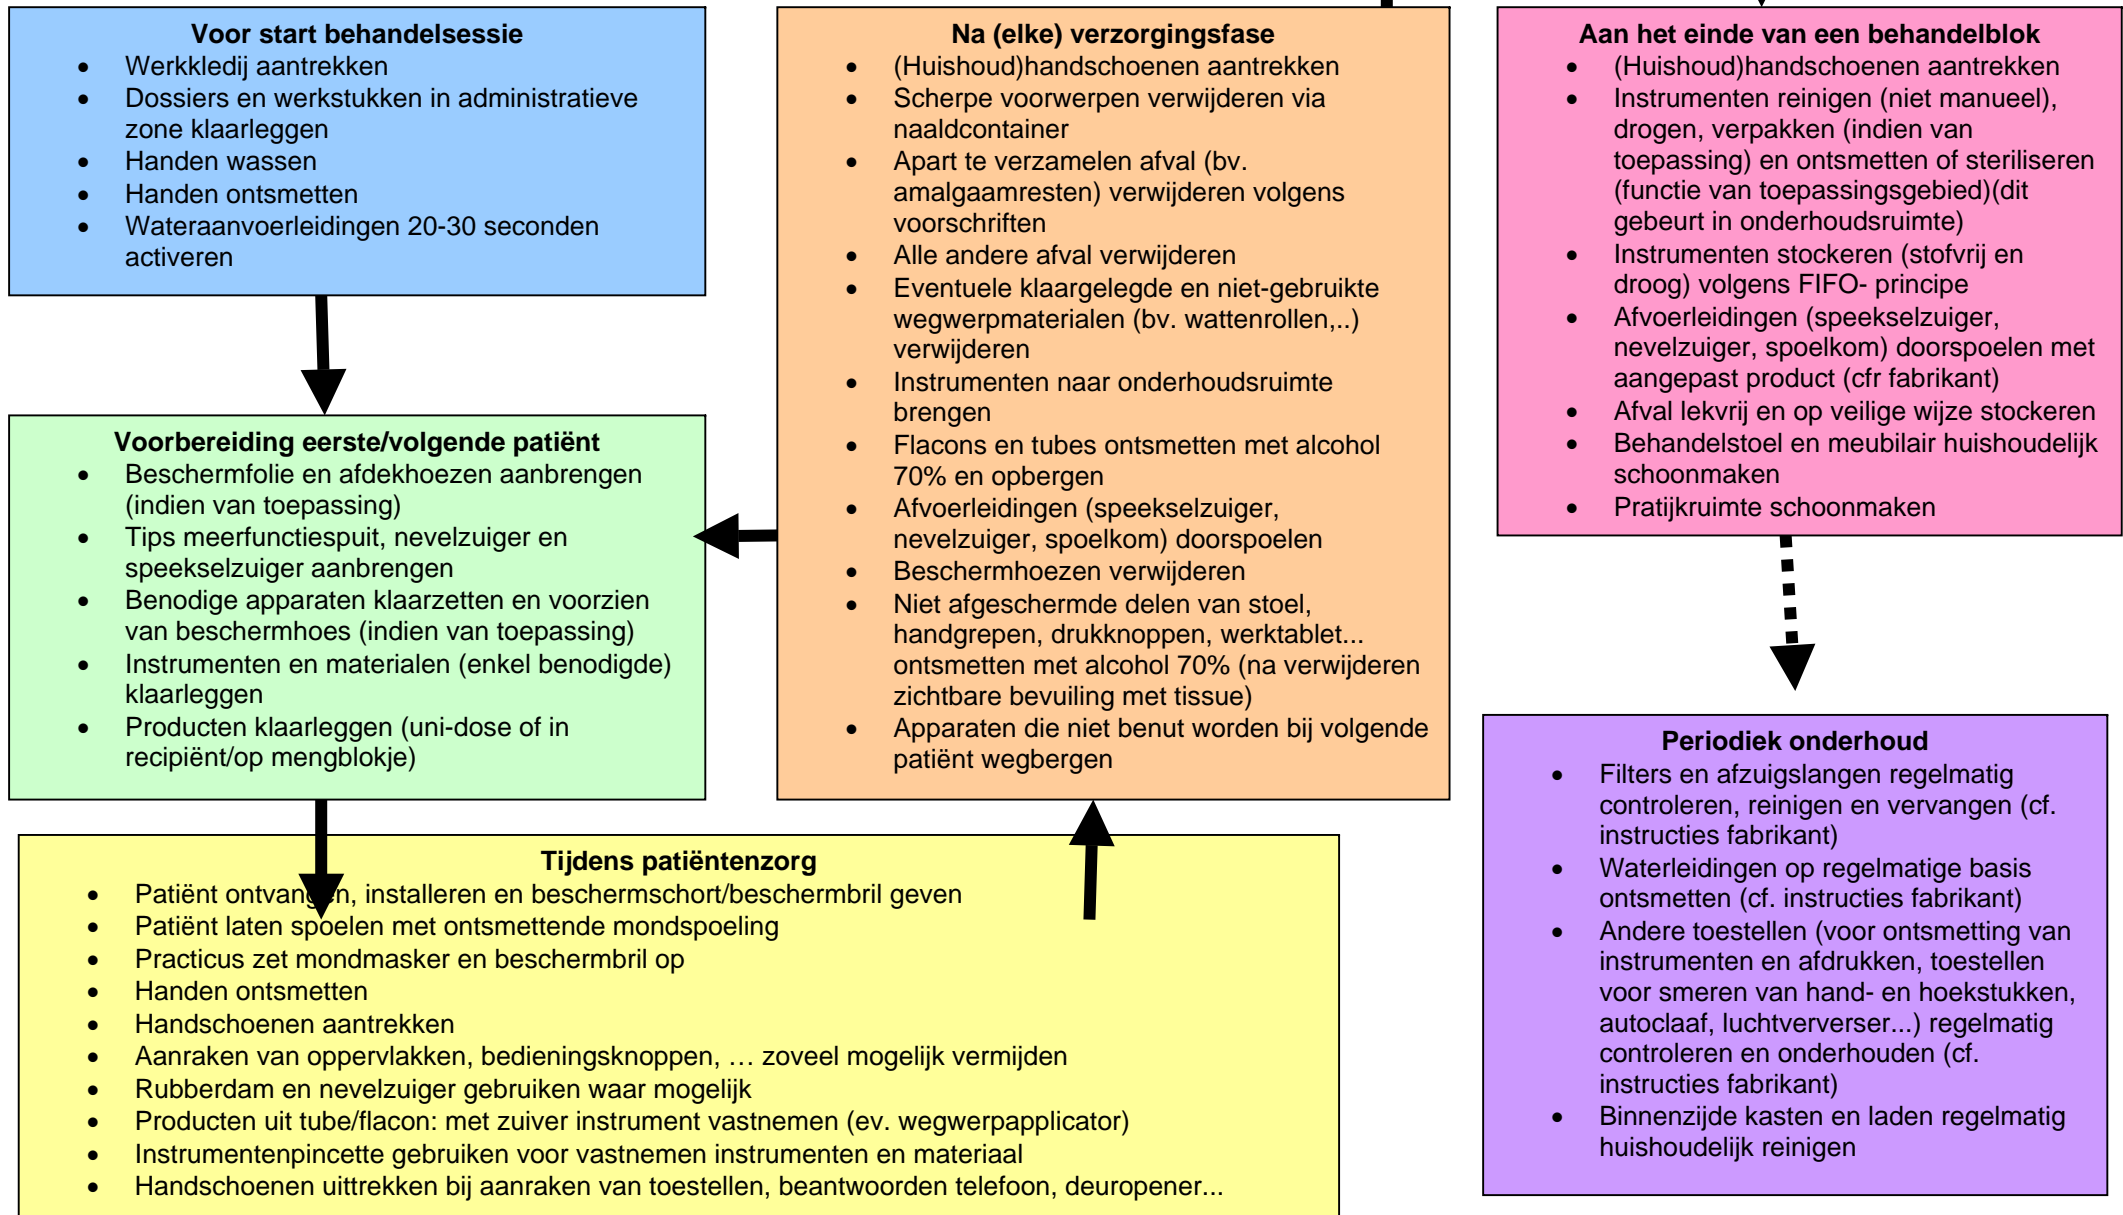 Voor start behandelsessie
• Werkkledij aantrekken
• Dossiers en werkstukken in administratieve
zone klaarleggen
• Handen wassen
• Handen ontsmetten
• Wateraanvoerleidingen 20-30 seconden
activeren
Voorbereiding eerste/volgende patiënt
• Beschermfolie en afdekhoezen aanbrengen
(indien van toepassing)
• Tips meerfunctiespuit, nevelzuiger en
speekselzuiger aanbrengen
• Benodige apparaten klaarzetten en voorzien
van beschermhoes (indien van toepassing)
• Instrumenten en materialen (enkel benodigde)
klaarleggen
• Producten klaarleggen (uni-dose of in
recipiënt/op mengblokje)
Tijdens patiëntenzorg
• Patiënt ontvangen, installeren en beschermschort/beschermbril geven
• Patiënt laten spoelen met ontsmettende mondspoeling
• Practicus zet mondmasker en beschermbril op
• Handen ontsmetten
• Handschoenen aantrekken
• Aanraken van oppervlakken, bedieningsknoppen, … zoveel mogelijk vermijden
• Rubberdam en nevelzuiger gebruiken waar mogelijk
• Producten uit tube/flacon: met zuiver instrument vastnemen (ev. wegwerpapplicator)
• Instrumentenpincette gebruiken voor vastnemen instrumenten en materiaal
• Handschoenen uittrekken bij aanraken van toestellen, beantwoorden telefoon, deuropener...
Na (elke) verzorgingsfase
• (Huishoud)handschoenen aantrekken
• Scherpe voorwerpen verwijderen via
naaldcontainer
• Apart te verzamelen afval (bv.
amalgaamresten) verwijderen volgens
voorschriften
• Alle andere afval verwijderen
• Eventuele klaargelegde en niet-gebruikte
wegwerpmaterialen (bv. wattenrollen,..)
verwijderen
• Instrumenten naar onderhoudsruimte
brengen
• Flacons en tubes ontsmetten met alcohol
70% en opbergen
• Afvoerleidingen (speekselzuiger,
nevelzuiger, spoelkom) doorspoelen
• Beschermhoezen verwijderen
• Niet afgeschermde delen van stoel,
handgrepen, drukknoppen, werktablet...
ontsmetten met alcohol 70% (na verwijderen
zichtbare bevuiling met tissue)
• Apparaten die niet benut worden bij volgende
patiënt wegbergen
Aan het einde van een behandelblok
• (Huishoud)handschoenen aantrekken
• Instrumenten reinigen (niet manueel),
drogen, verpakken (indien van
toepassing) en ontsmetten of steriliseren
(functie van toepassingsgebied)(dit
gebeurt in onderhoudsruimte)
• Instrumenten stockeren (stofvrij en
droog) volgens FIFO- principe
• Afvoerleidingen (speekselzuiger,
nevelzuiger, spoelkom) doorspoelen met
aangepast product (cfr fabrikant)
• Afval lekvrij en op veilige wijze stockeren
• Behandelstoel en meubilair huishoudelijk
schoonmaken
• Pratijkruimte schoonmaken
Periodiek onderhoud
• Filters en afzuigslangen regelmatig
controleren, reinigen en vervangen (cf.
instructies fabrikant)
• Waterleidingen op regelmatige basis
ontsmetten (cf. instructies fabrikant)
• Andere toestellen (voor ontsmetting van
instrumenten en afdrukken, toestellen
voor smeren van hand- en hoekstukken,
autoclaaf, luchtververser...) regelmatig
controleren en onderhouden (cf.
instructies fabrikant)
• Binnenzijde kasten en laden regelmatig
huishoudelijk reinigen